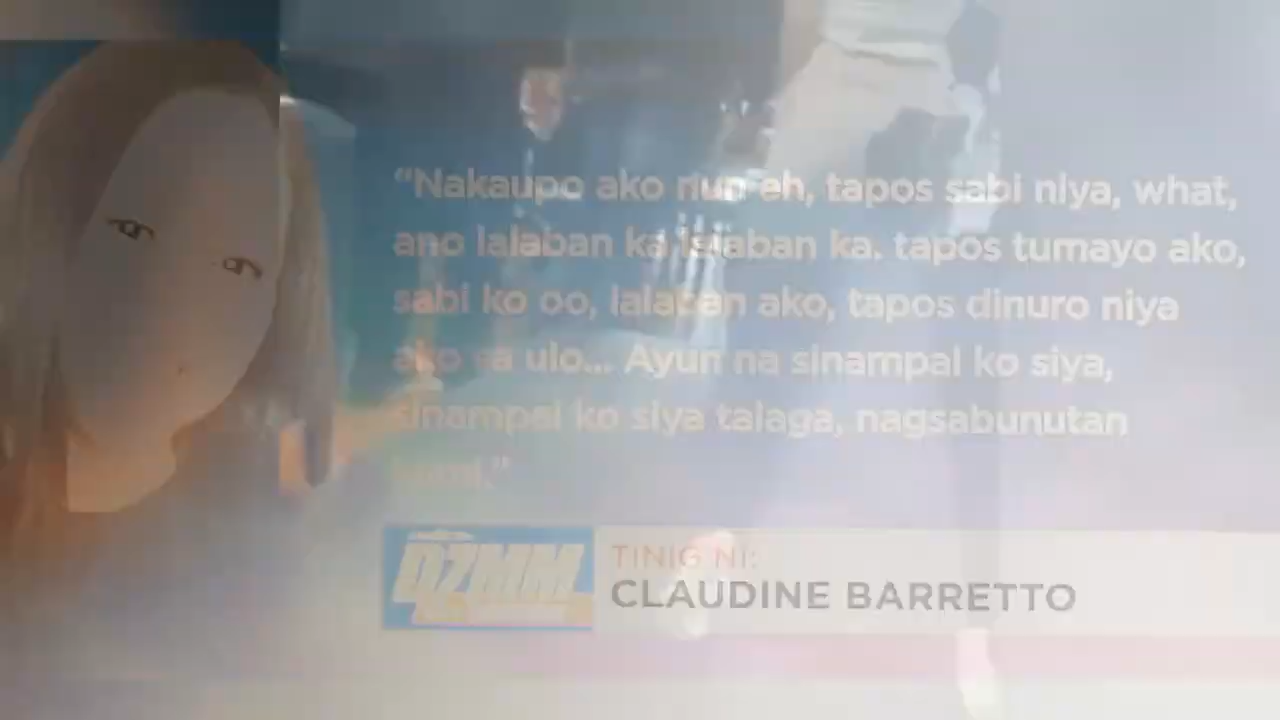 “Nakaupo ako nun eh, tapos sabi niya, what,
ano lalaban ka lalaban ka. tapos tumayo ako,
sabi ko oo, lalaban ako, tapos dinuro niya
ako sa ulo... Ayun na sinampal ko siya,
sinampal ko siya talaga, nagsabunutan
kami.”
DZMM
TINIG NI:
CLAUDINE BARRETTO